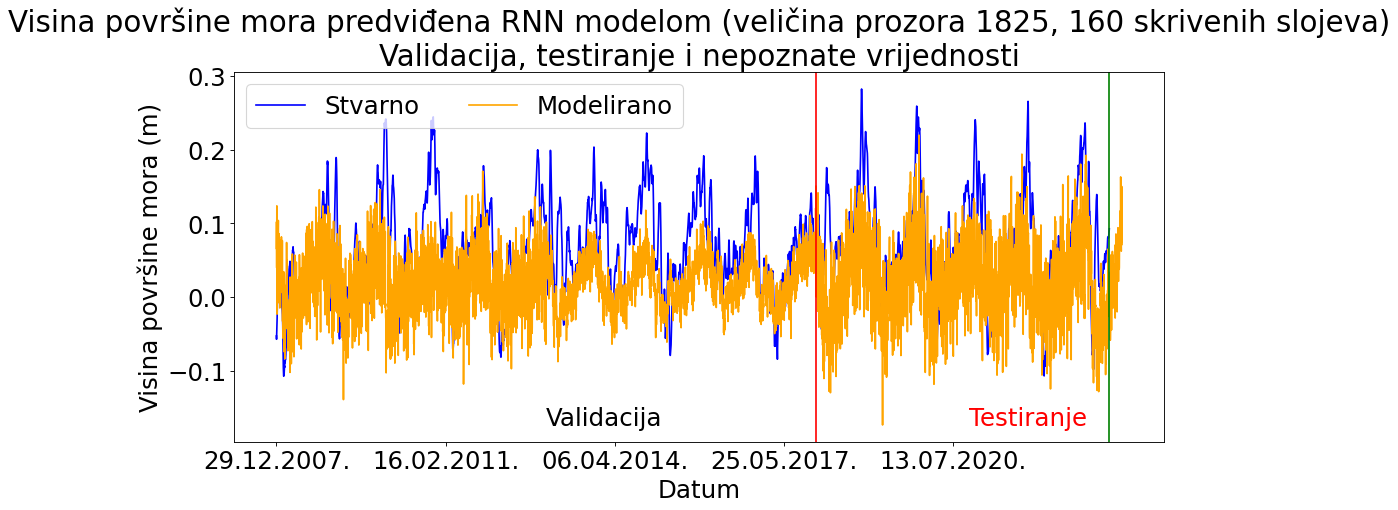 Visina površine mora predviđena RNN modelom (veličina prozora 1825, 160 skrivenih slojeva)
Validacija, testiranje i nepoznate vrijednosti
Stvarno
Modelirano
Visina površine mora (m)
0.3
0.2
0.1
0.0
−0.1
Validacija
Testiranje
29.12.2007.
16.02.2011.
06.04.2014.
25.05.2017.
13.07.2020.
Datum